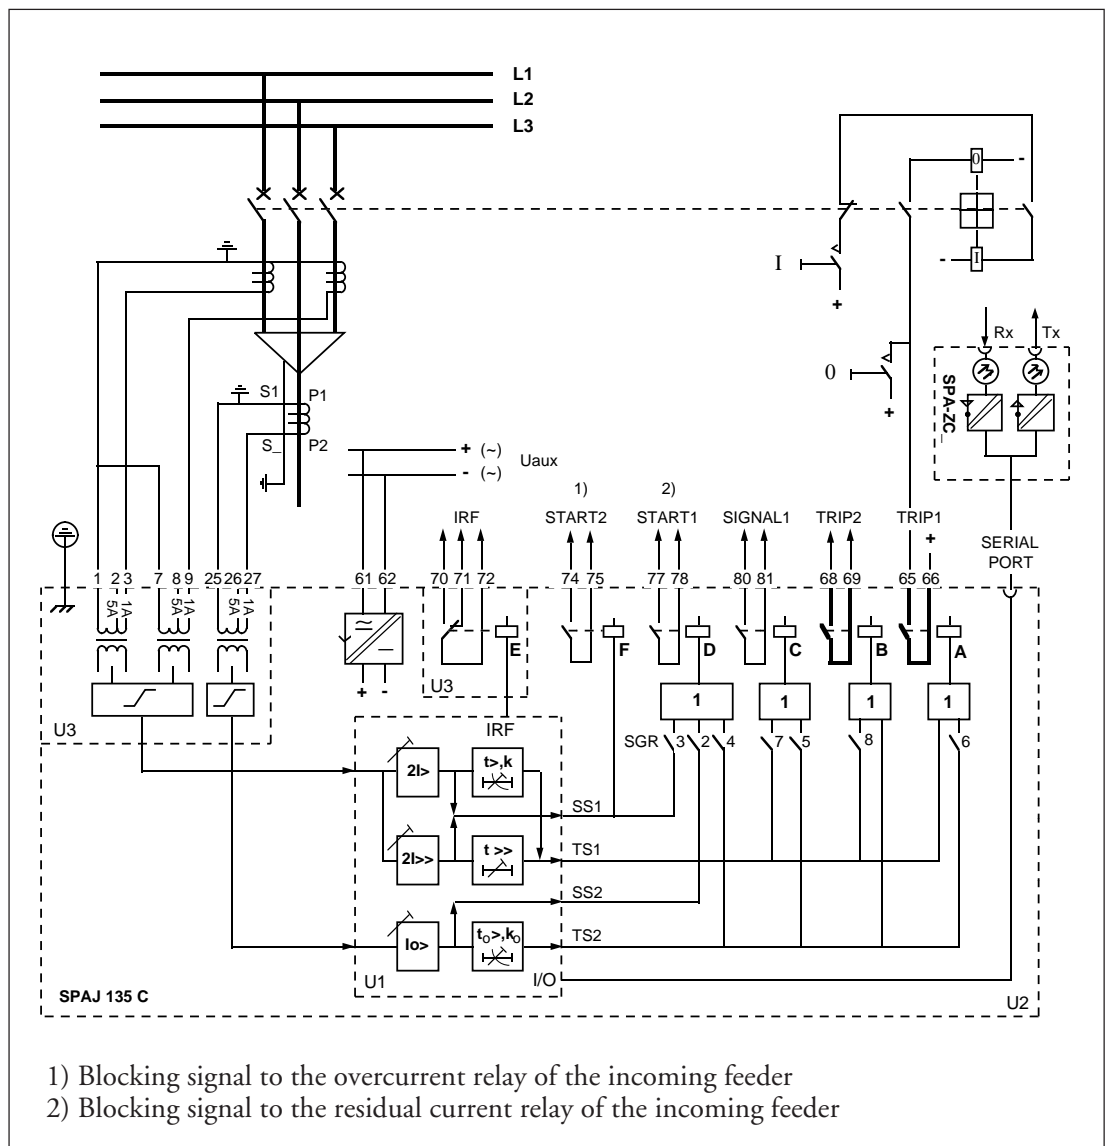 L1
L2
L3
0 -
I
- I
+
Rx Tx
0
+
SPA-ZC_
S1 P1
S_ P2
+ (~)
- (~)
Uaux
1) 2)
IRF START2 START1 SIGNAL1 TRIP2 TRIP1
+
SERIAL
PORT
1 2 3 7 8 9 25 26 27 61 62 70 71 72 74 75 77 78 80 81 68 69 65 66
5A 1A 5A 1A 5A 1A
E F D C B A
+ -
U3
U3
1 1 1 1
IRF
SGR 3 2 4 7 5 8 6
2I> t>,k
SS1
2I>> t >>
TS1
SS2
Io> to>,ko
TS2
U1 I/O
SPAJ 135 C
U2
1) Blocking signal to the overcurrent relay of the incoming feeder
2) Blocking signal to the residual current relay of the incoming feeder